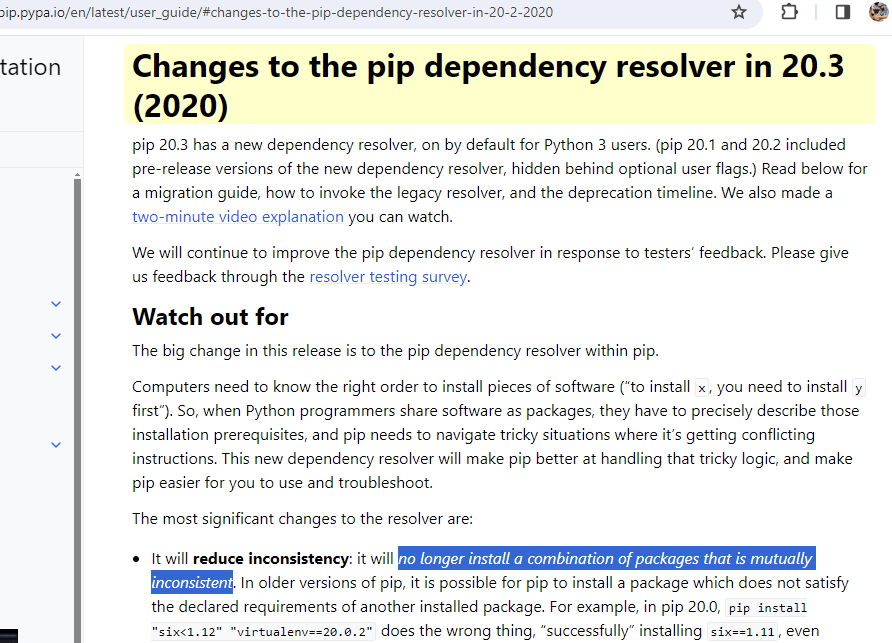 pip.pypa.io/en/latest/user_guide/#changes-to-the-pip-dependency-resolver-in-20-2-2020
tation
Changes to the pip dependency resolver in 20.3
(2020)
pip 20.3 has a new dependency resolver, on by default for Python 3 users. (pip 20.1 and 20.2 included
pre-release versions of the new dependency resolver, hidden behind optional user flags.) Read below for
a migration guide, how to invoke the legacy resolver, and the deprecation timeline. We also made a
two-minute video explanation you can watch.
We will continue to improve the pip dependency resolver in response to testers’ feedback. Please give
us feedback through the resolver testing survey.
Watch out for
The big change in this release is to the pip dependency resolver within pip.
Computers need to know the right order to install pieces of software (“to install x, you need to install y
first”). So, when Python programmers share software as packages, they have to precisely describe those
installation prerequisites, and pip needs to navigate tricky situations where it’s getting conflicting
instructions. This new dependency resolver will make pip better at handling that tricky logic, and make
pip easier for you to use and troubleshoot.
The most significant changes to the resolver are:
• It will reduce inconsistency: it will no longer install a combination of packages that is mutually
inconsistent. In older versions of pip, it is possible for pip to install a package which does not satisfy
the declared requirements of another installed package. For example, in pip 20.0, pip install
"six<1.12" "virtualenv==20.0.2" does the wrong thing, “successfully” installing six==1.11, even